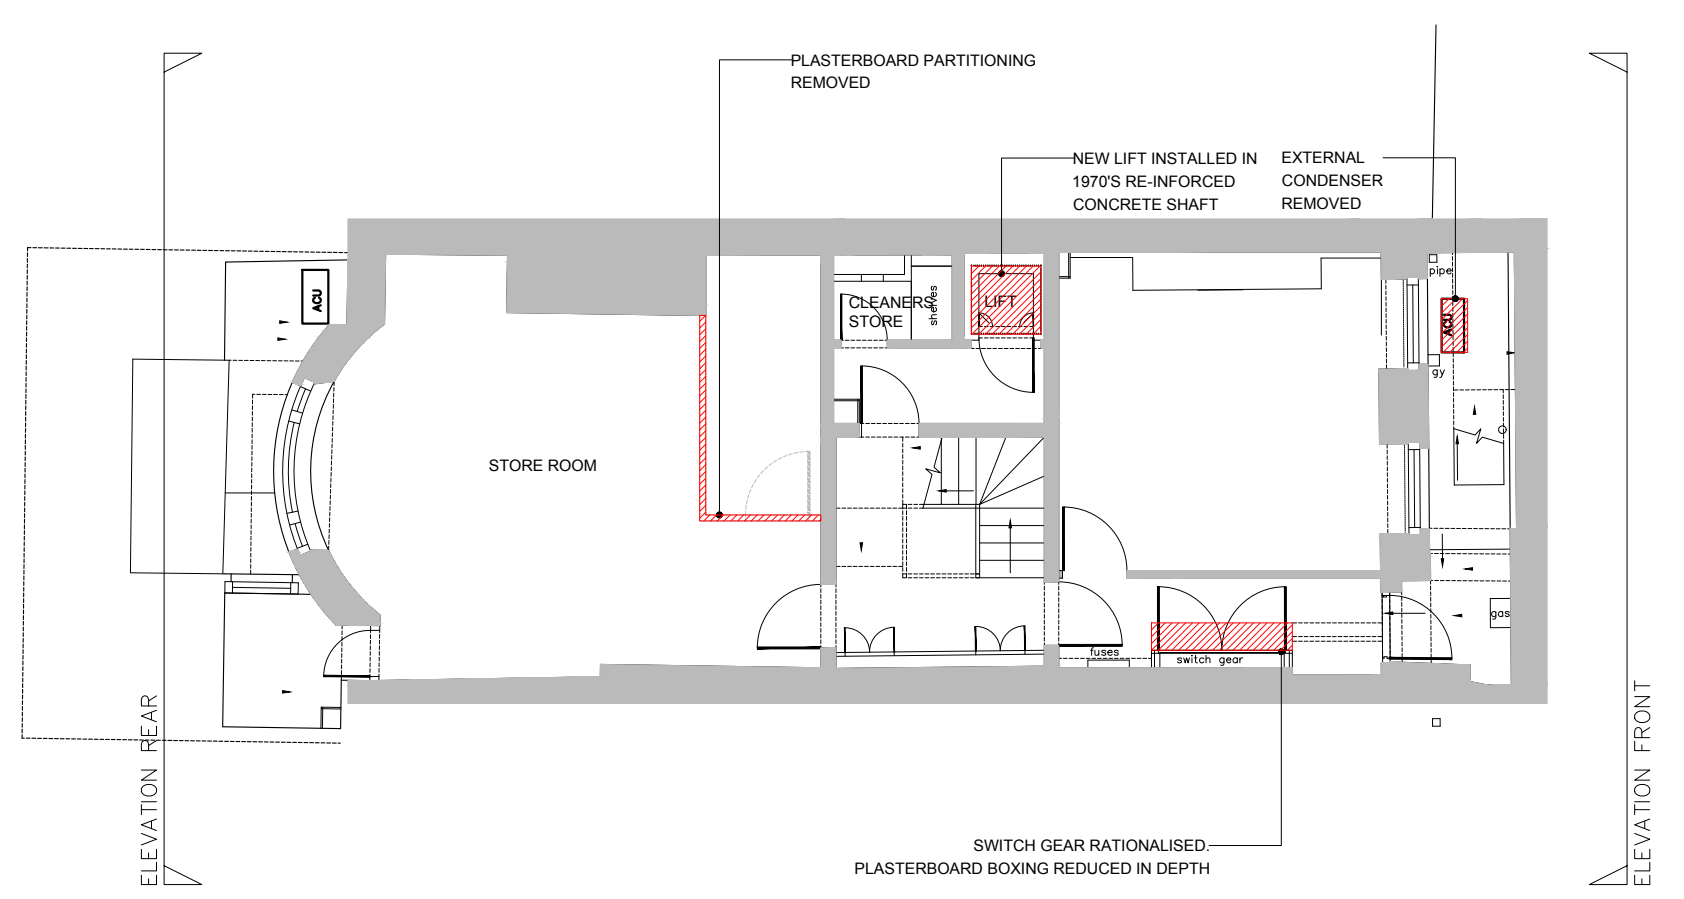 PLASTERBOARD PARTITIONING
REMOVED
NEW LIFT INSTALLED IN
1970'S RE-INFORCED
CONCRETE SHAFT
EXTERNAL
CONDENSER
REMOVED
ACU
CLEANERS
STORE
shelves
LIFT
pipe
ACU
gy
STORE ROOM
gas
fuses
switch gear
ELEVATION REAR
ELEVATION FRONT
SWITCH GEAR RATIONALISED.
PLASTERBOARD BOXING REDUCED IN DEPTH